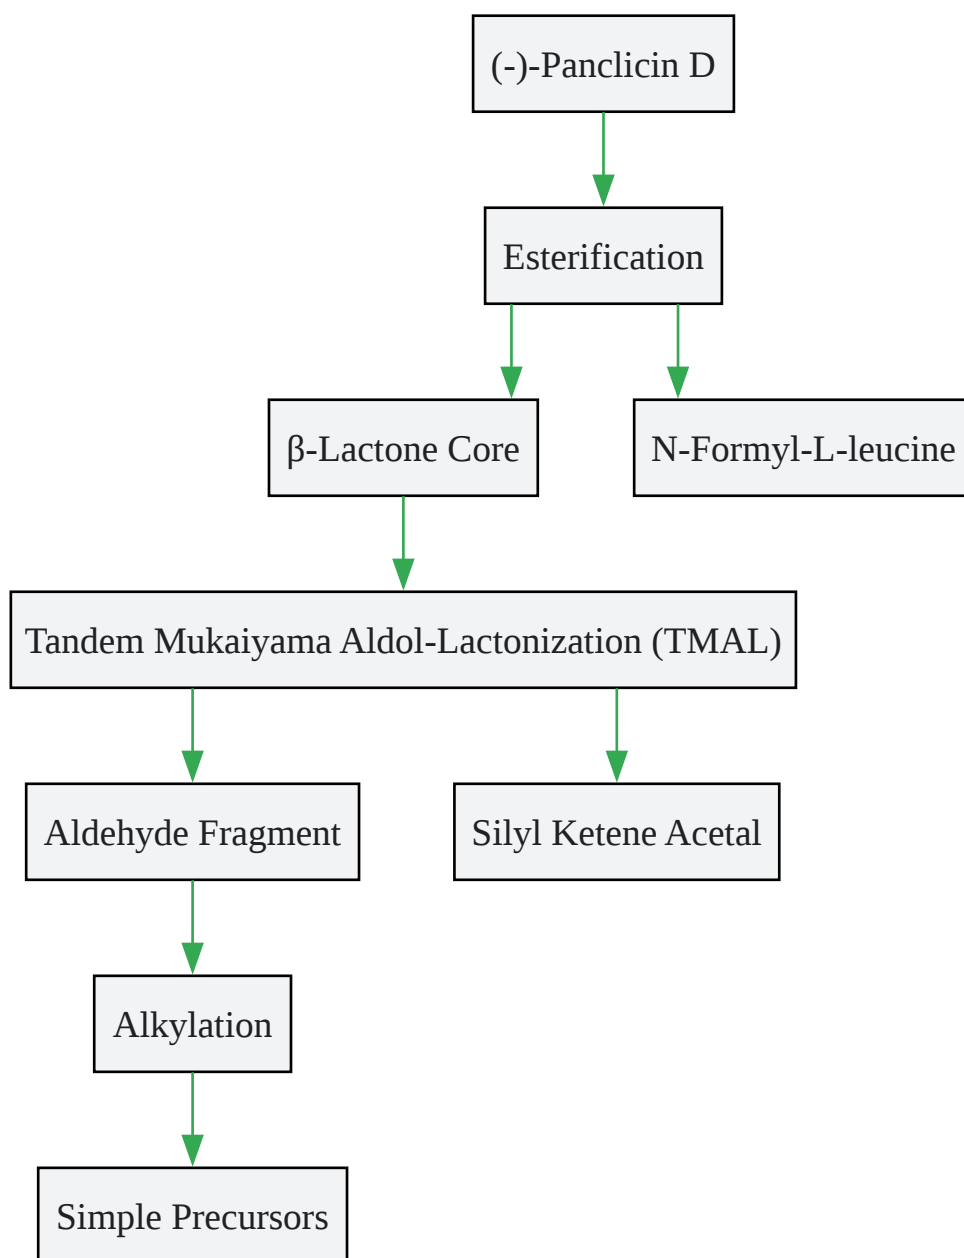 (-)-Panclicin D
Esterification
β-Lactone Core
N-Formyl-L-leucine
Tandem Mukaiyama Aldol-Lactonization (TMAL)
Aldehyde Fragment
Silyl Ketene Acetal
Alkylation
Simple Precursors